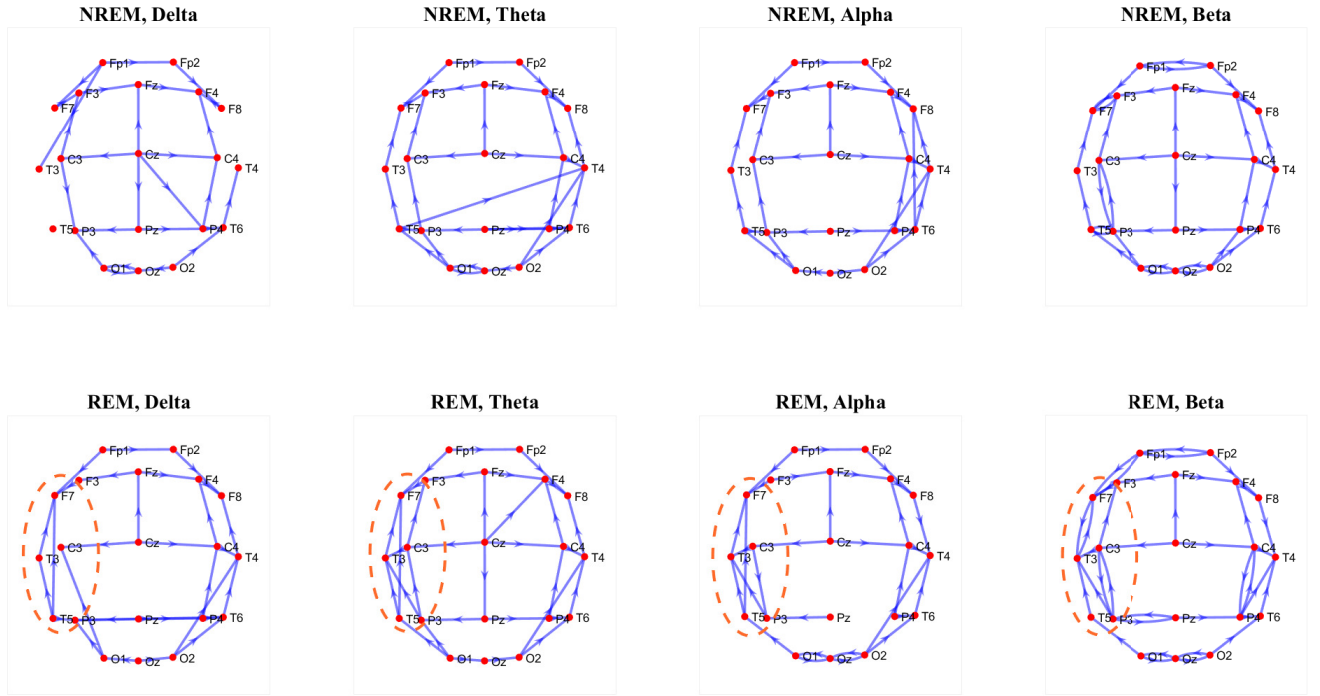 NREM, Delta
NREM, Theta
NREM, Alpha
NREM, Beta
Fp1 Fp2
F7 F3 Fz F4 F8
T3 C3 Cz C4 T4
T5 P3 Pz P4 T6
O1 Oz O2
Fp1 Fp2
F7 F3 Fz F4 F8
T3 C3 Cz C4 T4
T5 P3 Pz P4 T6
O1 Oz O2
Fp1 Fp2
F7 F3 Fz F4 F8
T3 C3 Cz C4 T4
T5 P3 Pz P4 T6
O1 Oz O2
Fp1 Fp2
F7 F3 Fz F4 F8
T3 C3 Cz C4 T4
T5 P3 Pz P4 T6
O1 Oz O2
REM, Delta
REM, Theta
REM, Alpha
REM, Beta
Fp1 Fp2
F7 F3 Fz F4 F8
T3 C3 Cz C4 T4
T5 P3 Pz P4 T6
O1 Oz O2
Fp1 Fp2
F7 F3 Fz F4 F8
T3 C3 Cz C4 T4
T5 P3 Pz P4 T6
O1 Oz O2
Fp1 Fp2
F7 F3 Fz F4 F8
T3 C3 Cz C4 T4
T5 P3 Pz P4 T6
O1 Oz O2
Fp1 Fp2
F7 F3 Fz F4 F8
T3 C3 Cz C4 T4
T5 P3 Pz P4 T6
O1 Oz O2